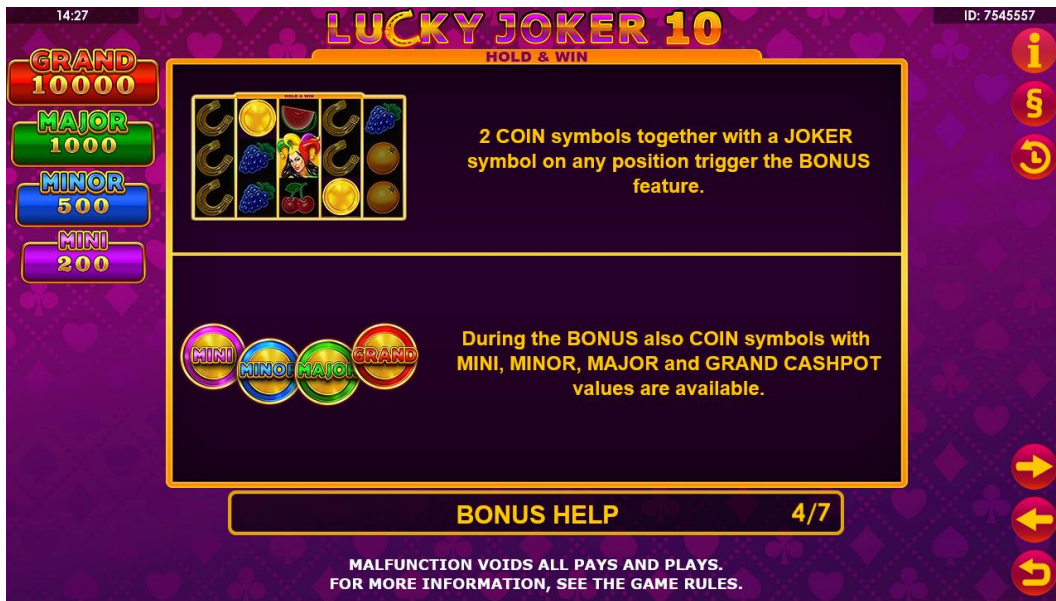 14:27
ID: 7545557
LUCKY JOKER 10
HOLD & WIN
GRAND
10000
MAJOR
1000
MINOR
500
MINI
200
HOLD & WIN
2 COIN symbols together with a JOKER
symbol on any position trigger the BONUS
feature.
MINI
MINOR
MAJOR
GRAND
During the BONUS also COIN symbols with
MINI, MINOR, MAJOR and GRAND CASHPOT
values are available.
BONUS HELP
4/7
MALFUNCTION VOIDS ALL PAYS AND PLAYS.
FOR MORE INFORMATION, SEE THE GAME RULES.
i
§